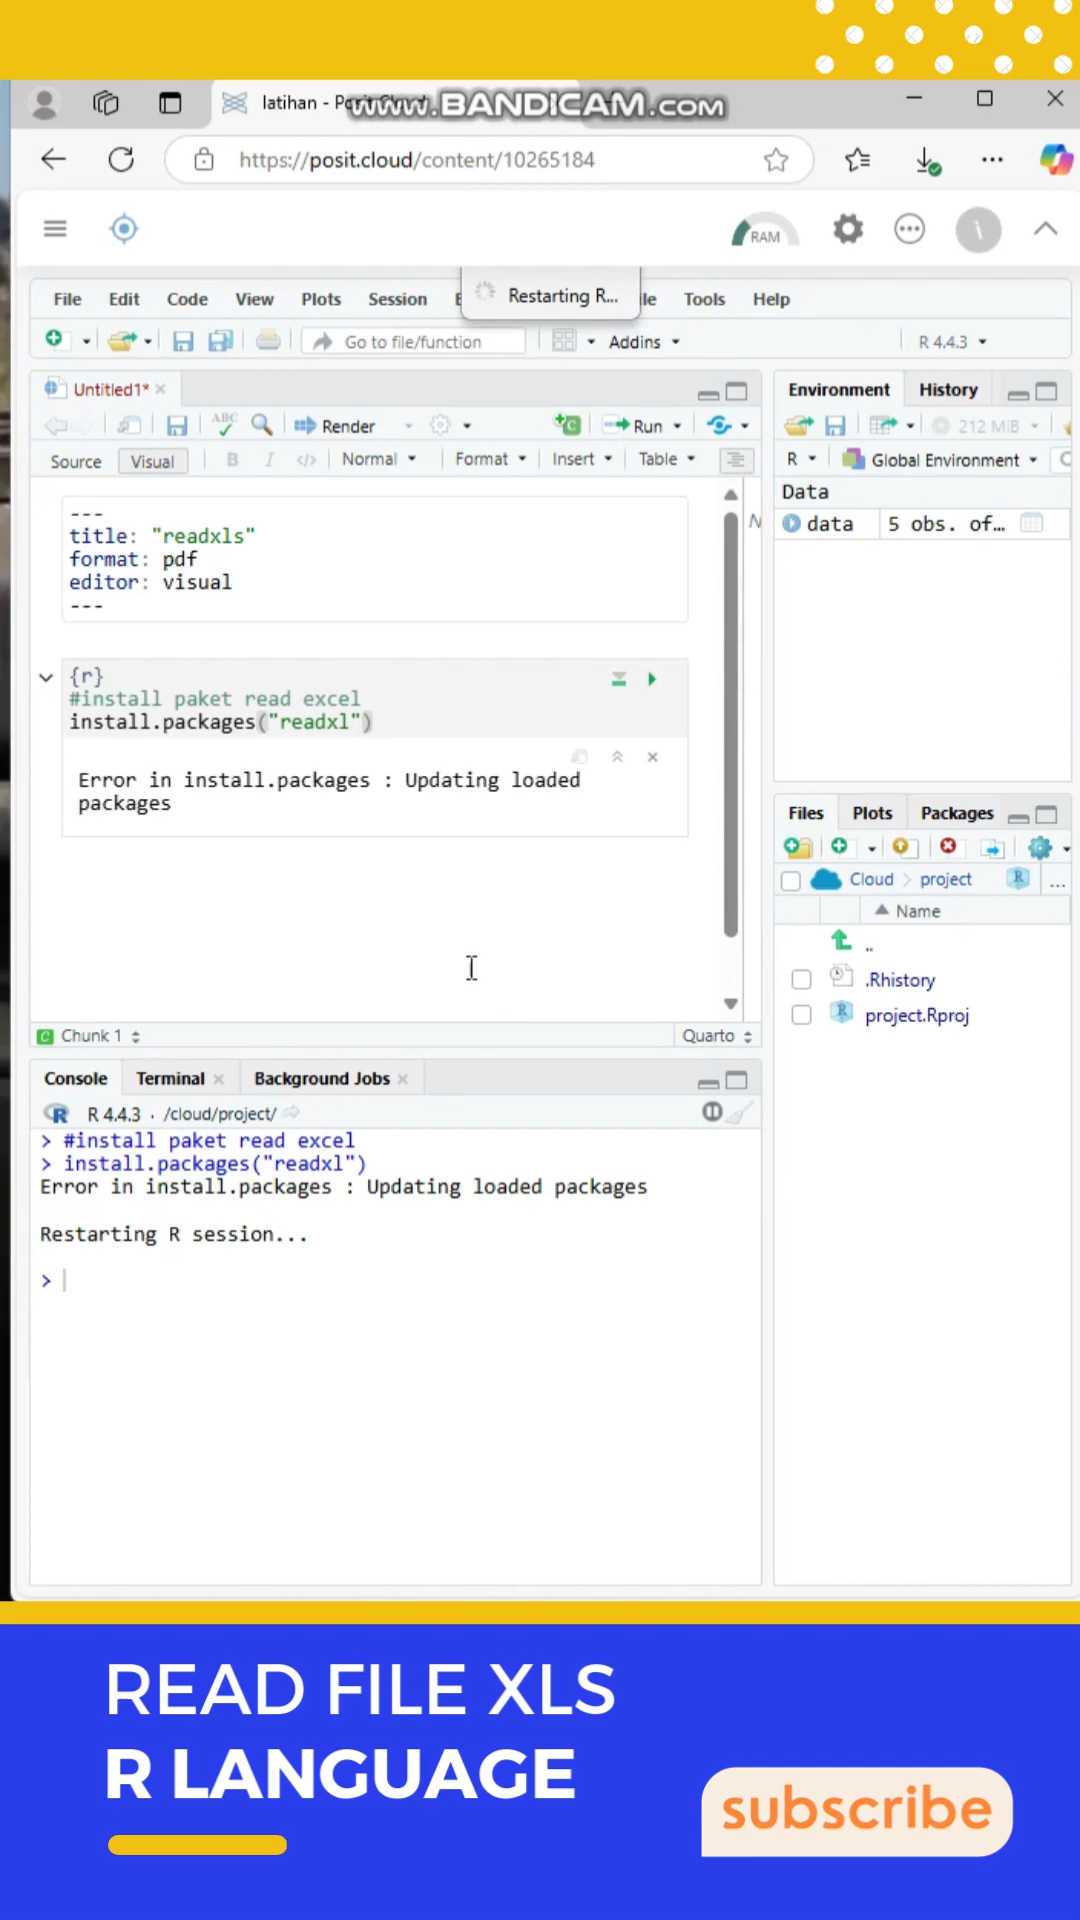 latihan - Posit Cloud
www.BANDICAM.com
https://posit.cloud/content/10265184
RAM
i
Restarting R...
File Edit Code View Plots Session Tools Help
Go to file/function
Addins
R 4.4.3
Untitled1*
Render
Run
Source Visual B I </> Normal Format Insert Table
---
title: "readxls"
format: pdf
editor: visual
---
{r}
#install paket read excel
install.packages("readxl")
Error in install.packages : Updating loaded
packages
Chunk 1
Quarto
Environment History
212 MiB
R Global Environment
Data
data 5 obs. of...
Files Plots Packages
Cloud > project
...
Name
..
.Rhistory
project.Rproj
Console Terminal Background Jobs
R 4.4.3 · /cloud/project/
> #install paket read excel
> install.packages("readxl")
Error in install.packages : Updating loaded packages
Restarting R session...
>
READ FILE XLS
R LANGUAGE
subscribe